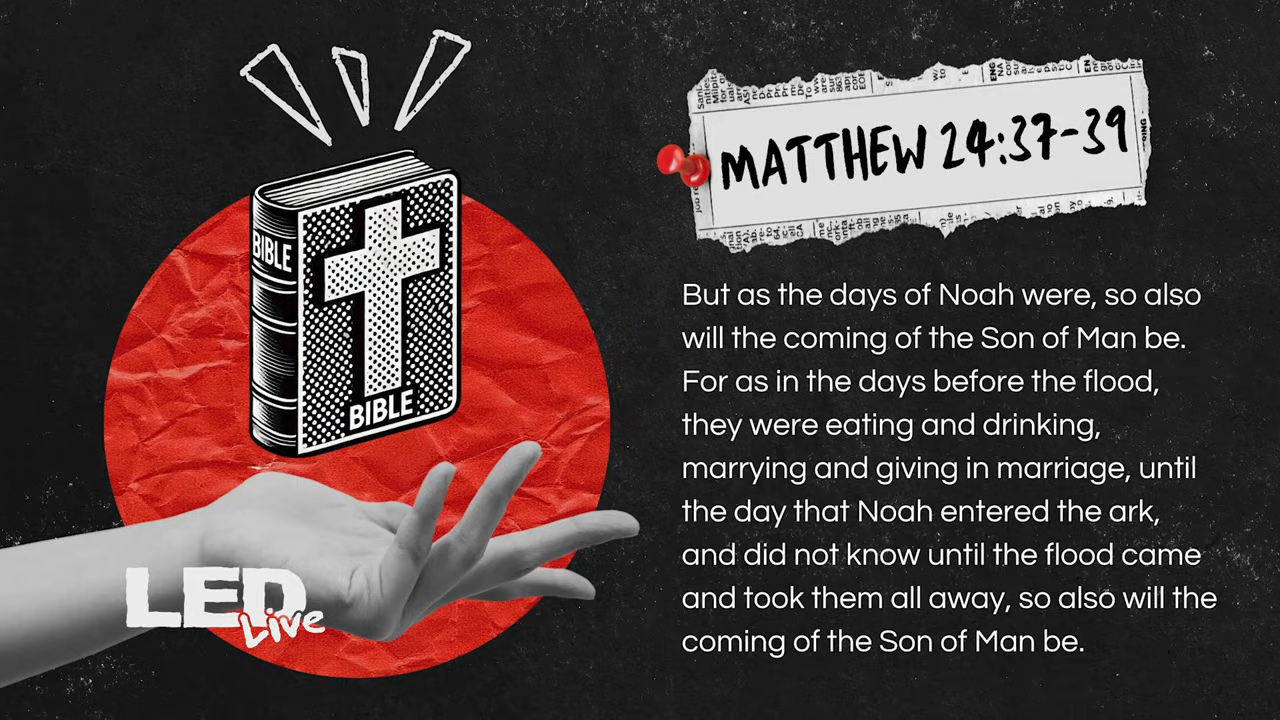 BIBLE
BIBLE
LED
Live
MATTHEW 24:37-39
But as the days of Noah were, so also
will the coming of the Son of Man be.
For as in the days before the flood,
they were eating and drinking,
marrying and giving in marriage, until
the day that Noah entered the ark,
and did not know until the flood came
and took them all away, so also will the
coming of the Son of Man be.